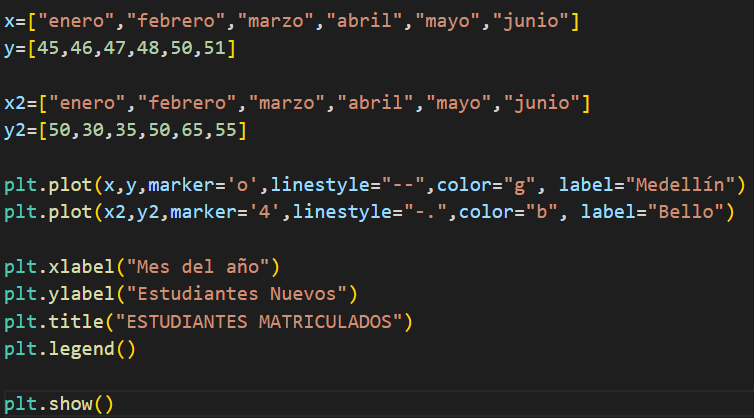 x=["enero","febrero","marzo","abril","mayo","junio"]
y=[45,46,47,48,50,51]
x2=["enero","febrero","marzo","abril","mayo","junio"]
y2=[50,30,35,50,65,55]
plt.plot(x,y,marker='o',linestyle="--",color="g", label="Medellín")
plt.plot(x2,y2,marker='4',linestyle="-.",color="b", label="Bello")
plt.xlabel("Mes del año")
plt.ylabel("Estudiantes Nuevos")
plt.title("ESTUDIANTES MATRICULADOS")
plt.legend()
plt.show()